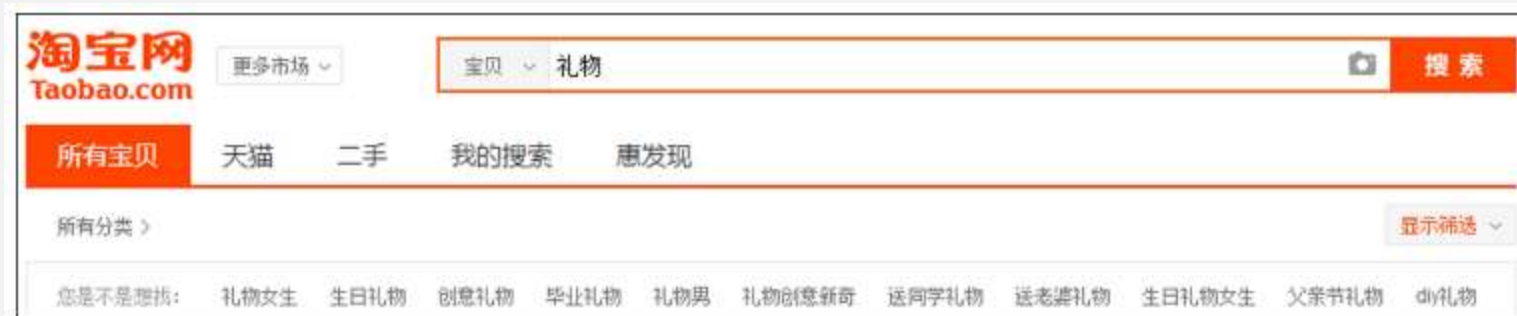 淘宝网
Taobao.com
更多市场
宝贝 礼物 搜索
所有宝贝 天猫 二手 我的搜索 惠发现
所有分类 >
显示筛选
您是不是想找： 礼物女生 生日礼物 创意礼物 毕业礼物 礼物男 礼物创意新奇 送同学礼物 送老婆礼物 生日礼物女生 父亲节礼物 diy礼物